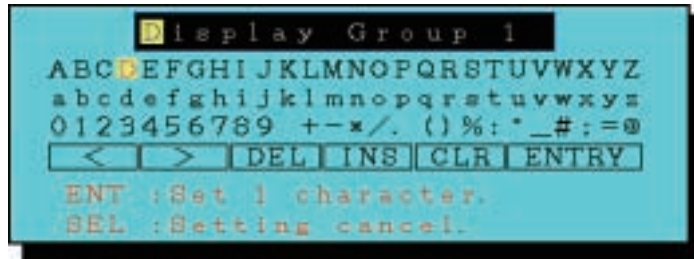 Display Group 1
ABCDEFGHIJKLMNOPQRSTUVWXYZ
abcdefghijklmnopqrstuvwxyz
0123456789 +-*/. ()%:°_#;=@
< > DEL INS CLR ENTRY
ENT :Set 1 character.
SEL :Setting cancel.